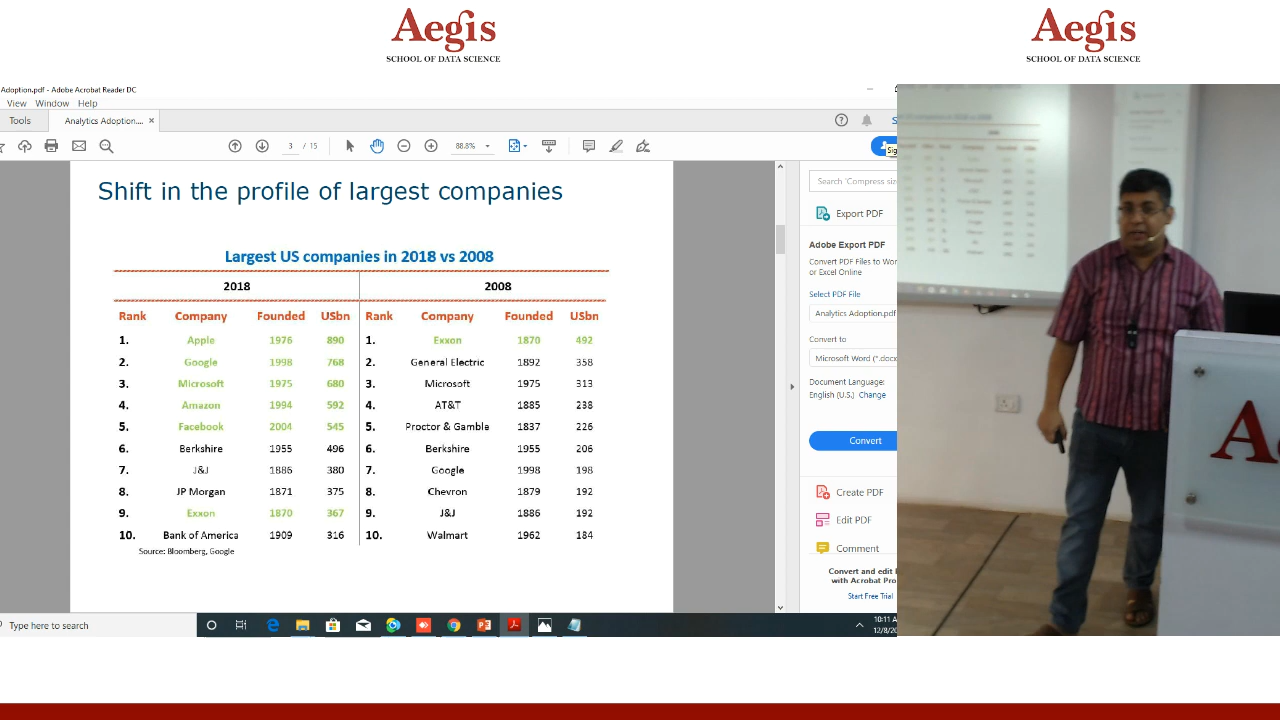 Aegis
SCHOOL OF DATA SCIENCE
Aegis
SCHOOL OF DATA SCIENCE
Adoption.pdf - Adobe Acrobat Reader DC
View Window Help
Tools Analytics Adoption.... ×
3 / 15 88.8%
Sig
Shift in the profile of largest companies
Largest US companies in 2018 vs 2008
2018 2008
Rank Company Founded USbn Rank Company Founded USbn
1. Apple 1976 890 1. Exxon 1870 492
2. Google 1998 768 2. General Electric 1892 358
3. Microsoft 1975 680 3. Microsoft 1975 313
4. Amazon 1994 592 4. AT&T 1885 238
5. Facebook 2004 545 5. Proctor & Gamble 1837 226
6. Berkshire 1955 496 6. Berkshire 1955 206
7. J&J 1886 380 7. Google 1998 198
8. JP Morgan 1871 375 8. Chevron 1879 192
9. Exxon 1870 367 9. J&J 1886 192
10. Bank of America 1909 316 10. Walmart 1962 184
Source: Bloomberg, Google
Search 'Compress siz
Export PDF
Adobe Export PDF
Convert PDF Files to Wor
or Excel Online
Select PDF File
Analytics Adoption.pdf
Convert to
Microsoft Word (*.docx
Document Language:
English (U.S.) Change
Convert
Create PDF
Edit PDF
Comment
Convert and edit
with Acrobat Pro
Start Free Trial
Type here to search
10:11 A
12/8/20
A